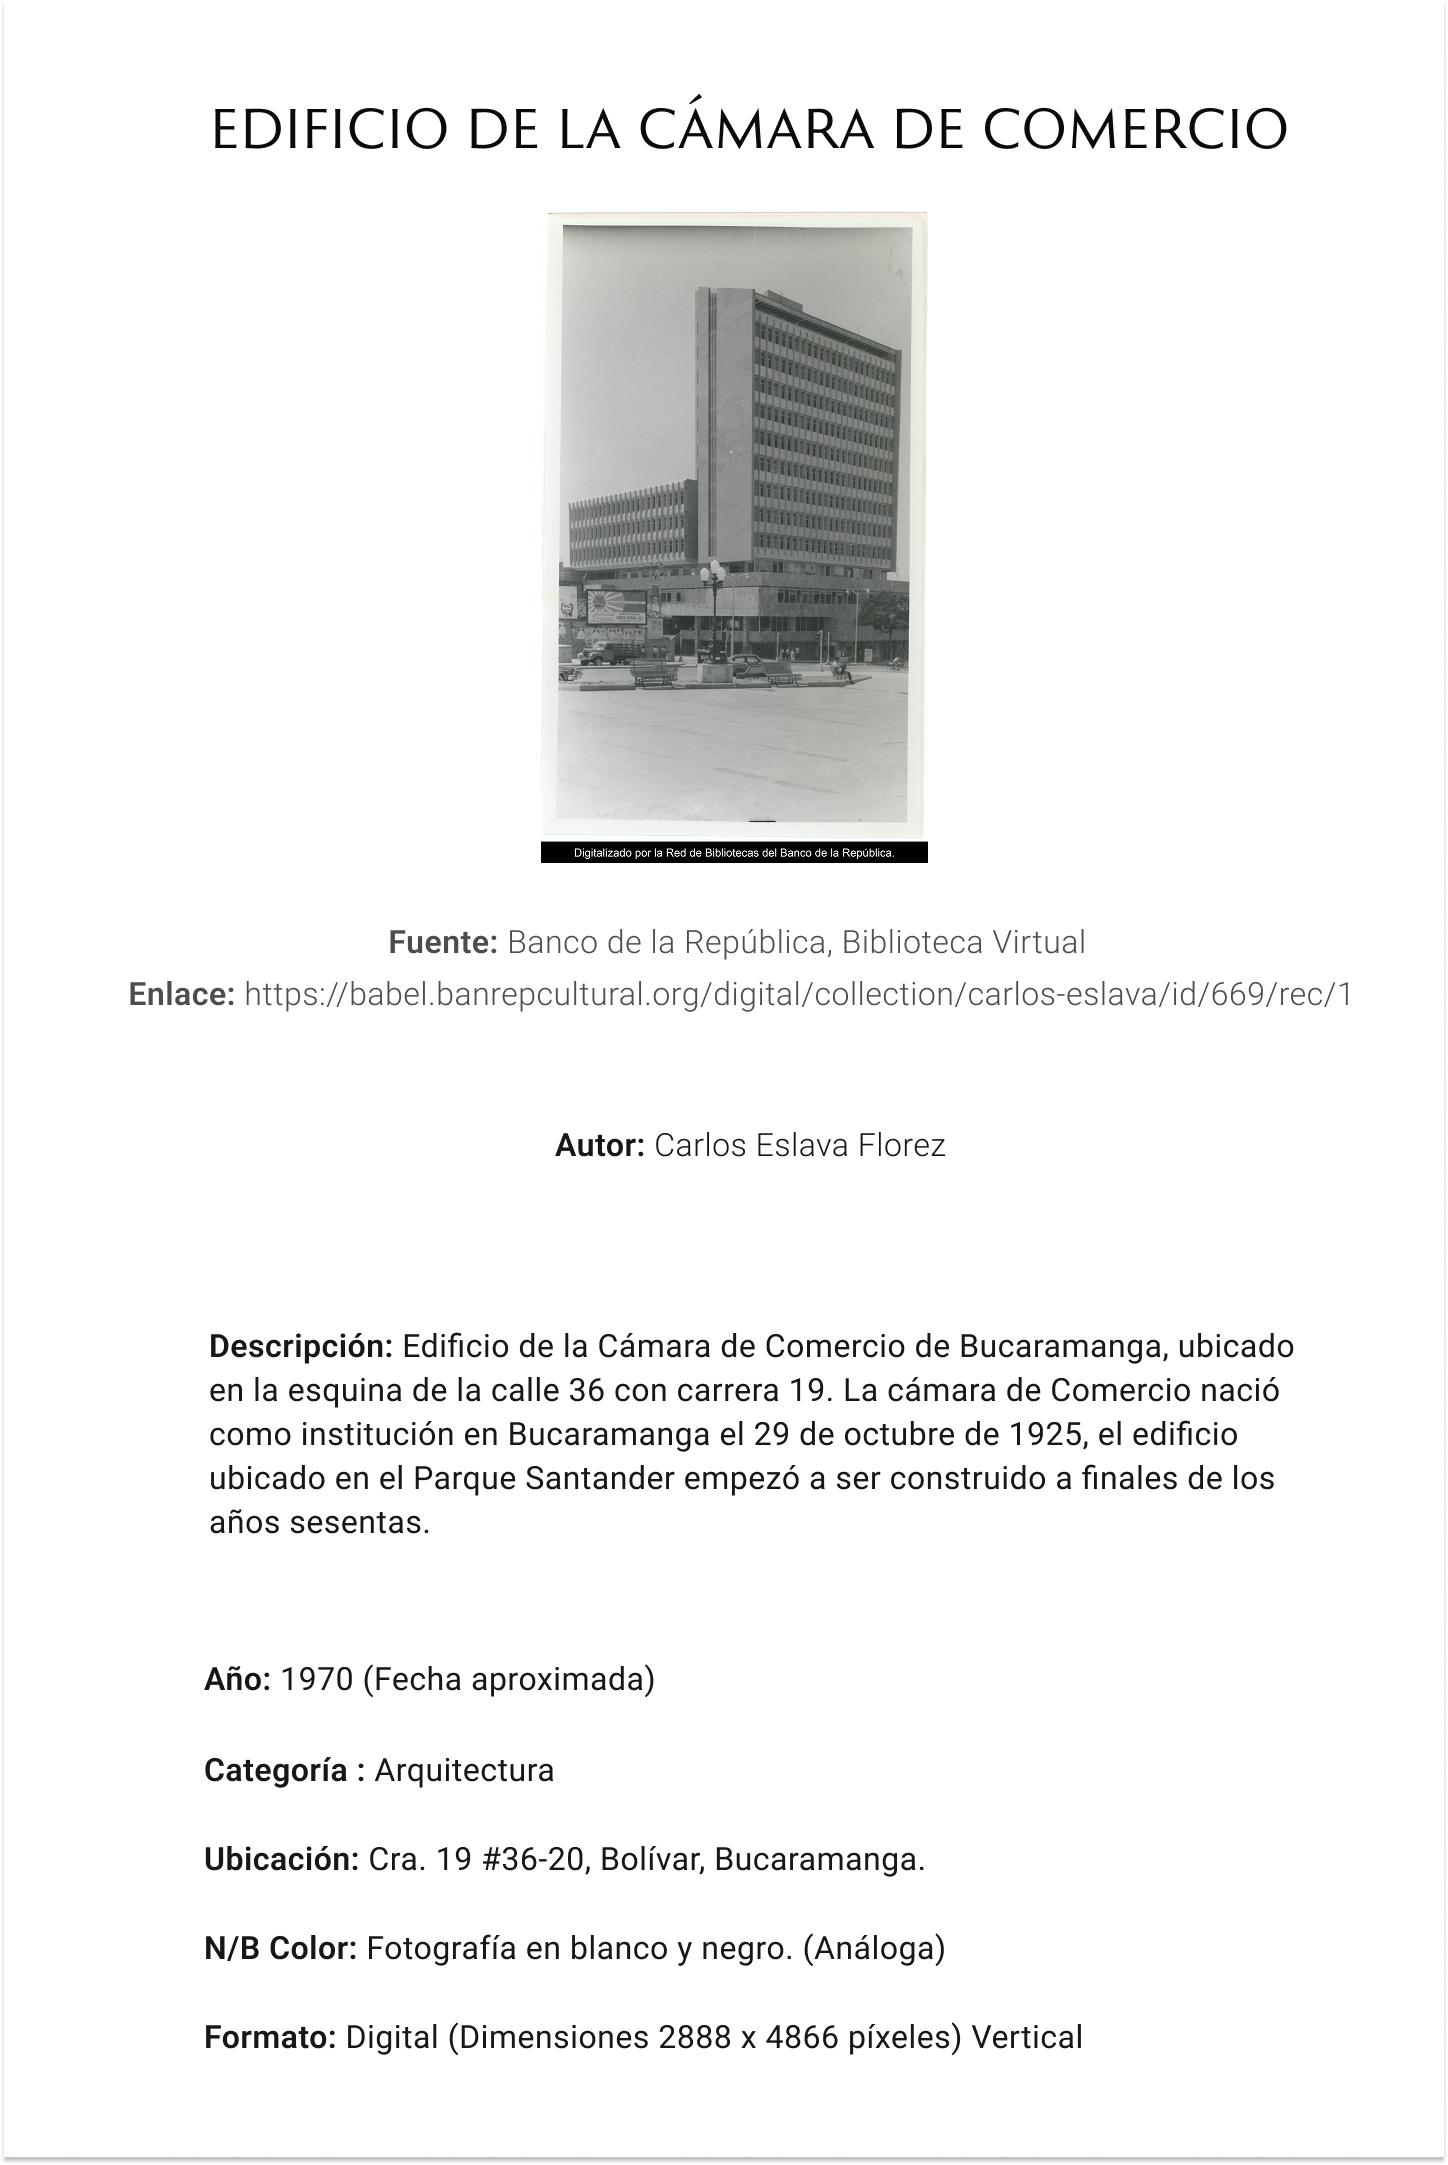 EDIFICIO DE LA CÁMARA DE COMERCIO
Digitalizado por la Red de Bibliotecas del Banco de la República.
Fuente: Banco de la República, Biblioteca Virtual
Enlace: https://babel.banrepcultural.org/digital/collection/carlos-eslava/id/669/rec/1
Autor: Carlos Eslava Florez
Descripción: Edificio de la Cámara de Comercio de Bucaramanga, ubicado
en la esquina de la calle 36 con carrera 19. La cámara de Comercio nació
como institución en Bucaramanga el 29 de octubre de 1925, el edificio
ubicado en el Parque Santander empezó a ser construido a finales de los
años sesentas.
Año: 1970 (Fecha aproximada)
Categoría : Arquitectura
Ubicación: Cra. 19 #36-20, Bolívar, Bucaramanga.
N/B Color: Fotografía en blanco y negro. (Análoga)
Formato: Digital (Dimensiones 2888 x 4866 píxeles) Vertical